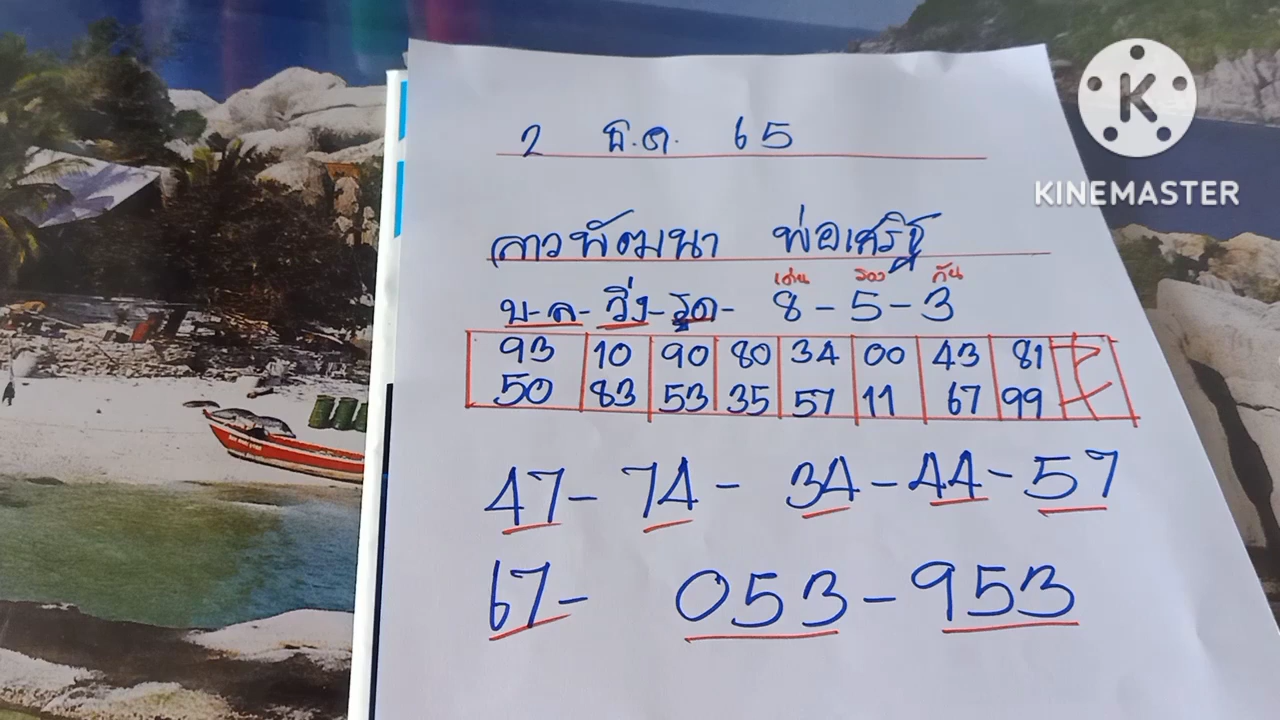 2 ธ.ค. 65
ลาวพัฒนา พ่อเศรษฐี
เด่น รอง กัน
บ-ล-วิ่ง-รูด- 8-5-3
93 10 90 80 34 00 43 81
50 83 53 35 57 11 67 99
47- 74 - 34 - 44 - 57
67- 053 - 953
K
KINEMASTER